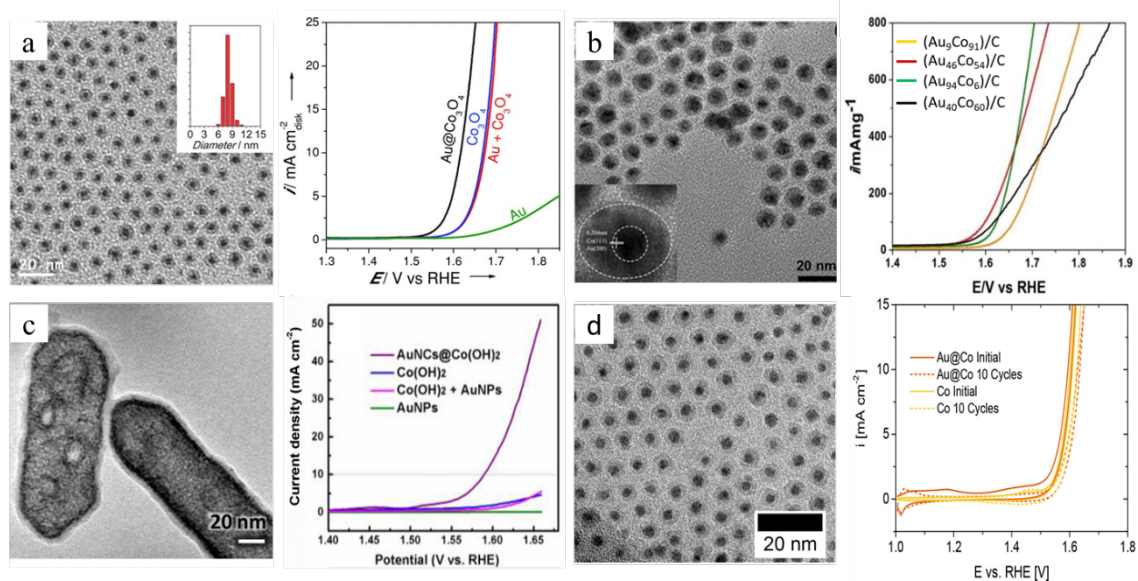 a
0 3 6 9 12 15
Diameter / nm
20 nm
25
20
15
10
5
0
i / mA cm-2 disk
Au@Co3O4
Co3O4
Au + Co3O4
Au
1.3 1.4 1.5 1.6 1.7 1.8
E / V vs RHE
b
Co(111)
Au(200)
20 nm
800
600
400
200
0
i/mAmg-1
(Au9Co91)/C
(Au46Co54)/C
(Au94Co6)/C
(Au40Co60)/C
1.4 1.5 1.6 1.7 1.8 1.9
E/V vs RHE
c
20 nm
50
40
30
20
10
0
Current density (mA cm-2)
AuNCs@Co(OH)2
Co(OH)2
Co(OH)2 + AuNPs
AuNPs
1.40 1.45 1.50 1.55 1.60 1.65
Potential (V vs. RHE)
d
20 nm
15
10
5
0
i [mA cm-2]
Au@Co Initial
Au@Co 10 Cycles
Co Initial
Co 10 Cycles
1.0 1.2 1.4 1.6 1.8
E vs. RHE [V]